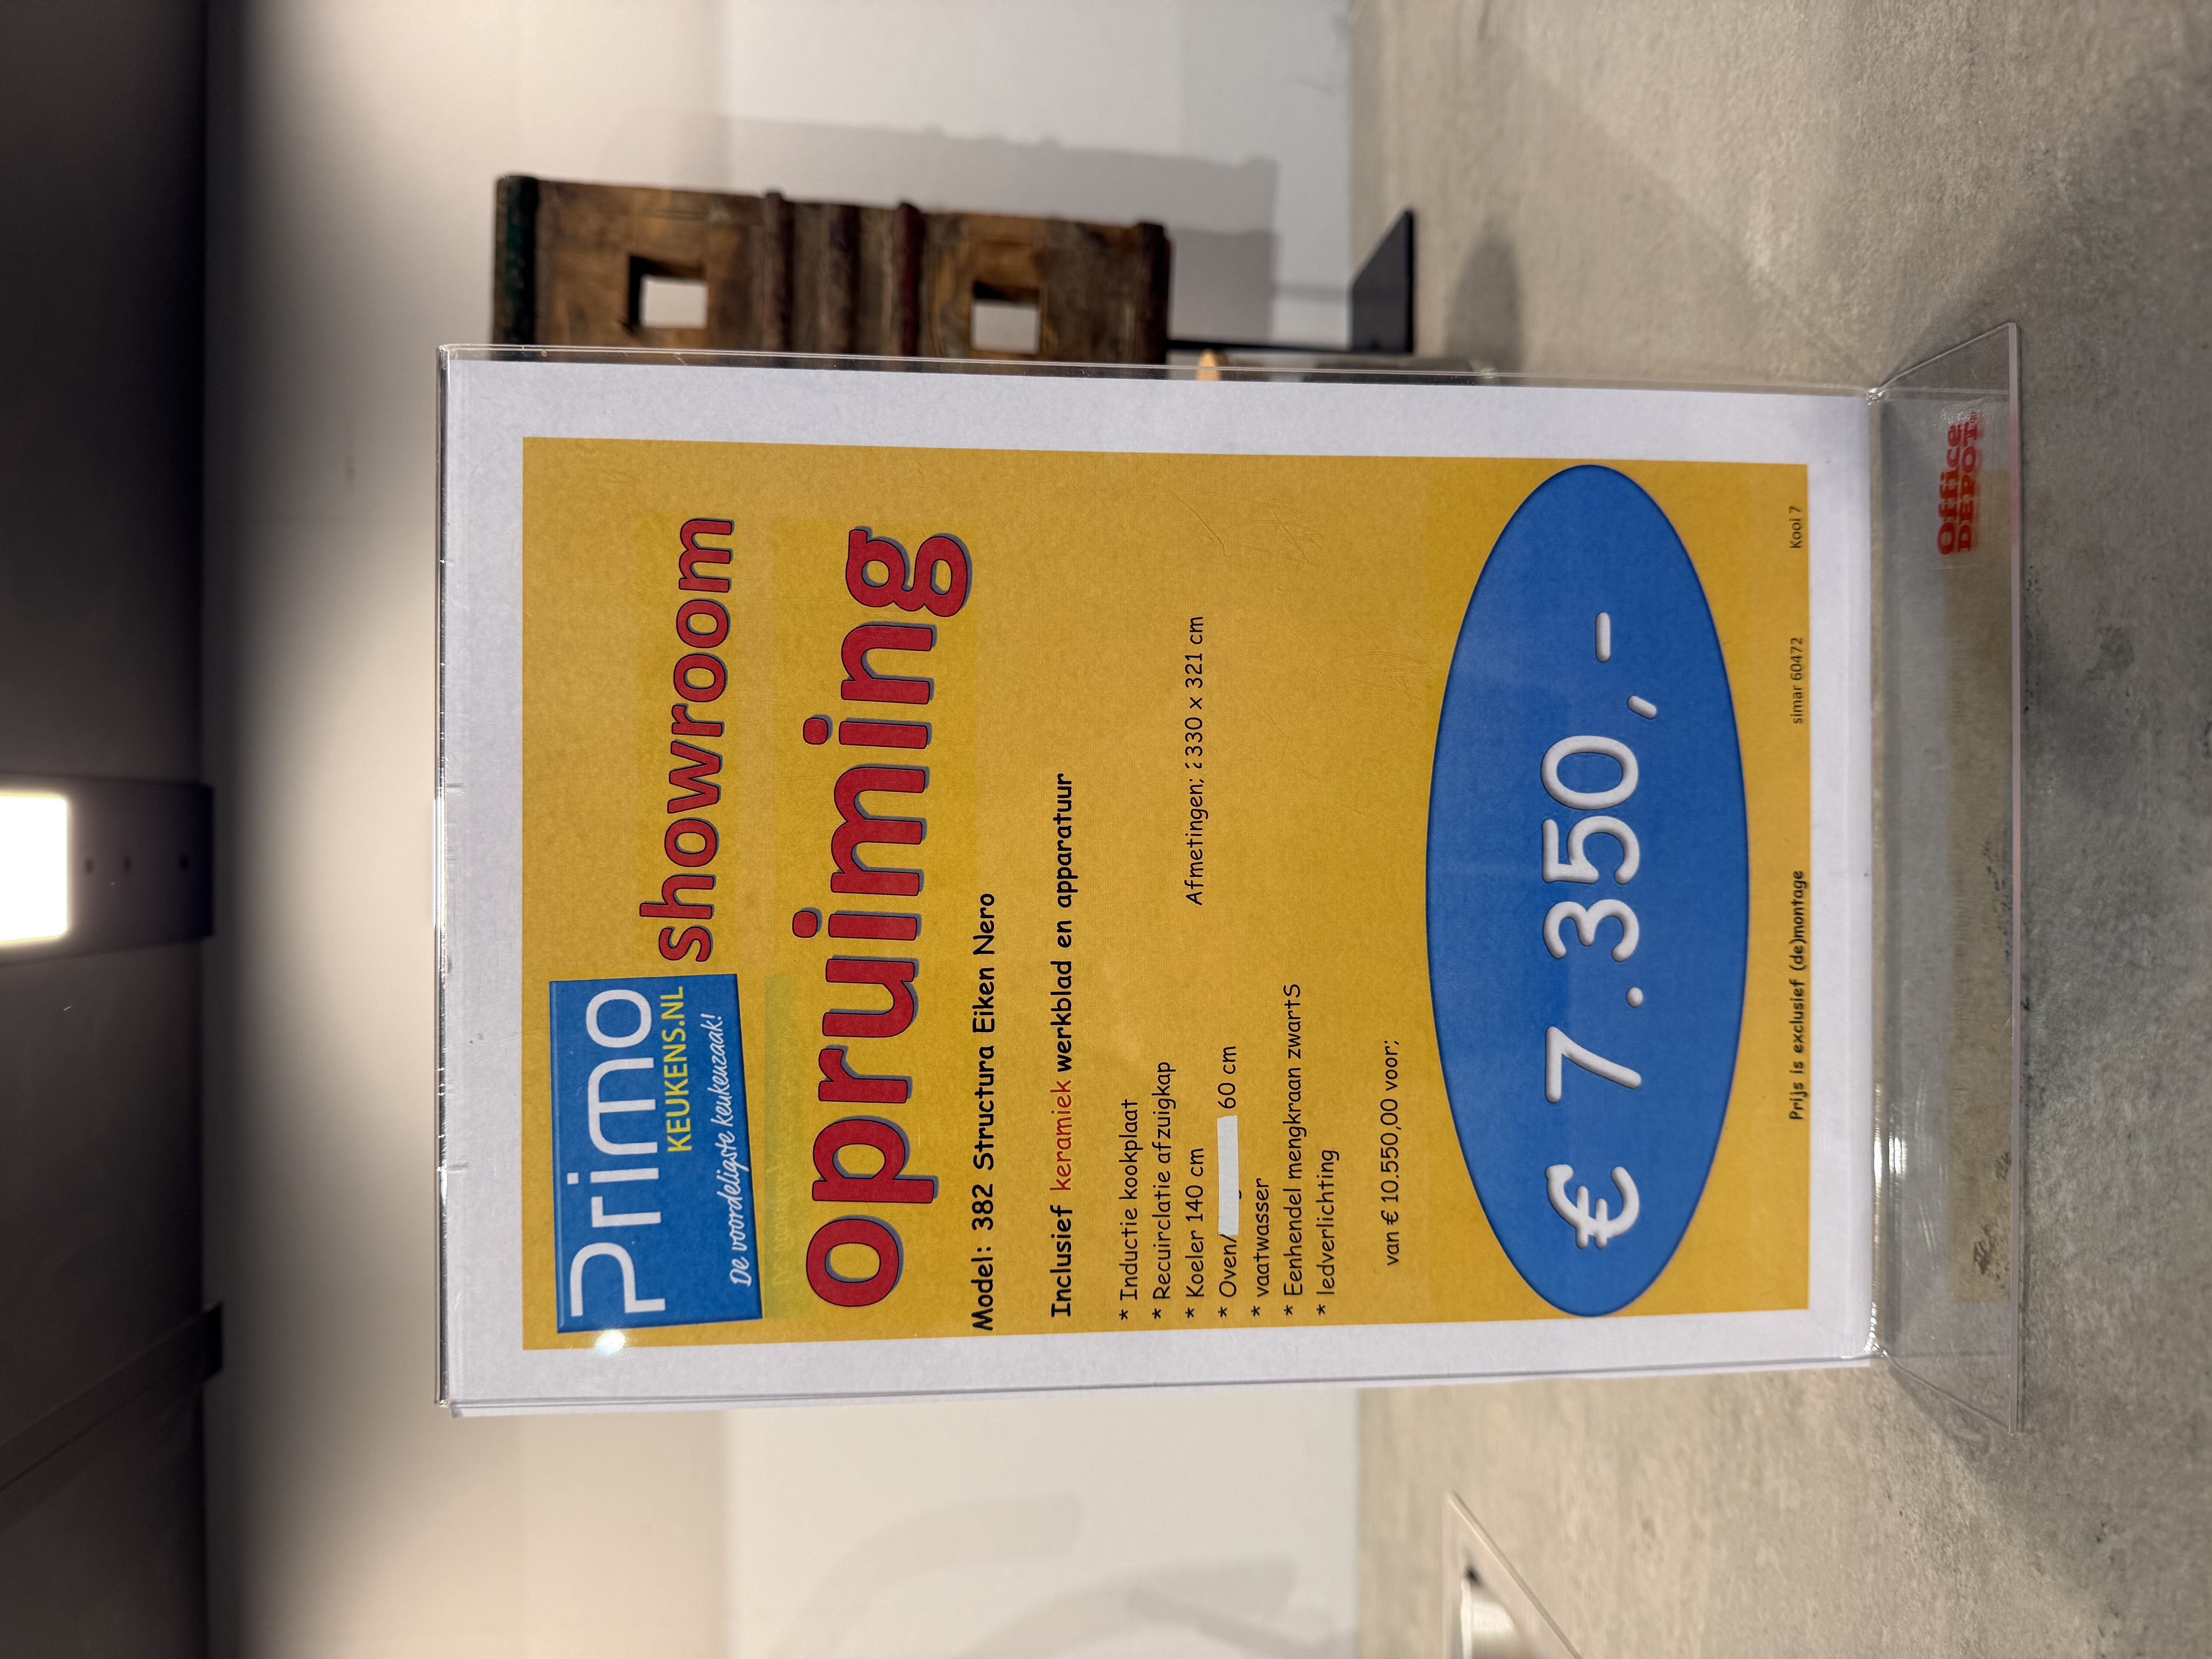 Primo
KEUKENS.NL
De voordeligste keukenzaak!
showroom
opruiming
Model: 382 Structura Eiken Nero
Inclusief keramiek werkblad en apparatuur
* Inductie kookplaat
* Recuirclatie afzuigkap
* Koeler 140 cm
Afmetingen: 330 x 321 cm
* Oven/ 60 cm
* vaatwasser
* Eenhendel mengkraan zwartS
* ledverlichting
van € 10.550,00 voor;
€ 7.350,-
Prijs is exclusief (de)montage simar 60472 Kooi 7
Office
DEPOT